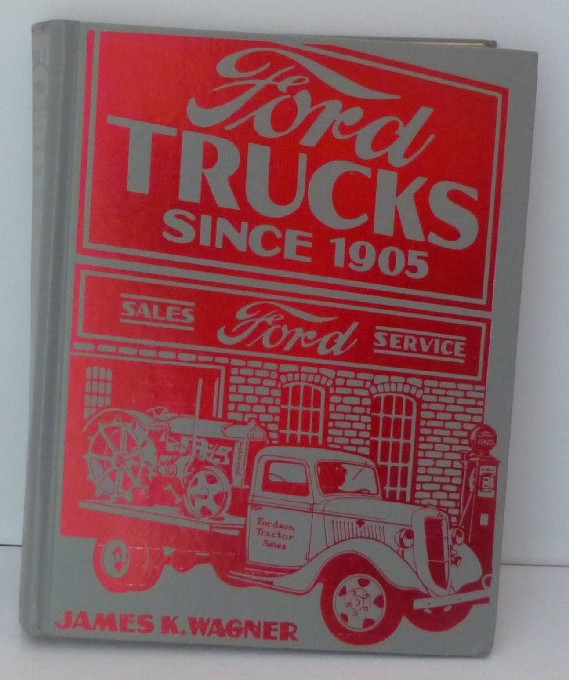 Ford
TRUCKS
SINCE 1905
SALES Ford SERVICE
Fordson
Tractor
Sales
JAMES K. WAGNER